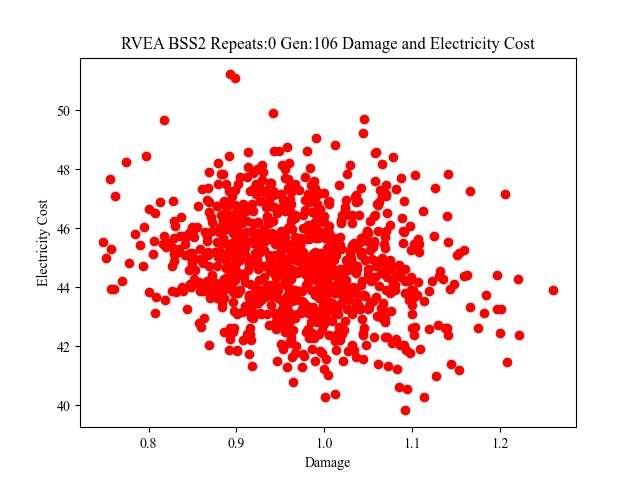 RVEA BSS2 Repeats:0 Gen:106 Damage and Electricity Cost
50
48
46
44
42
40
Electricity Cost
0.8 0.9 1.0 1.1 1.2
Damage